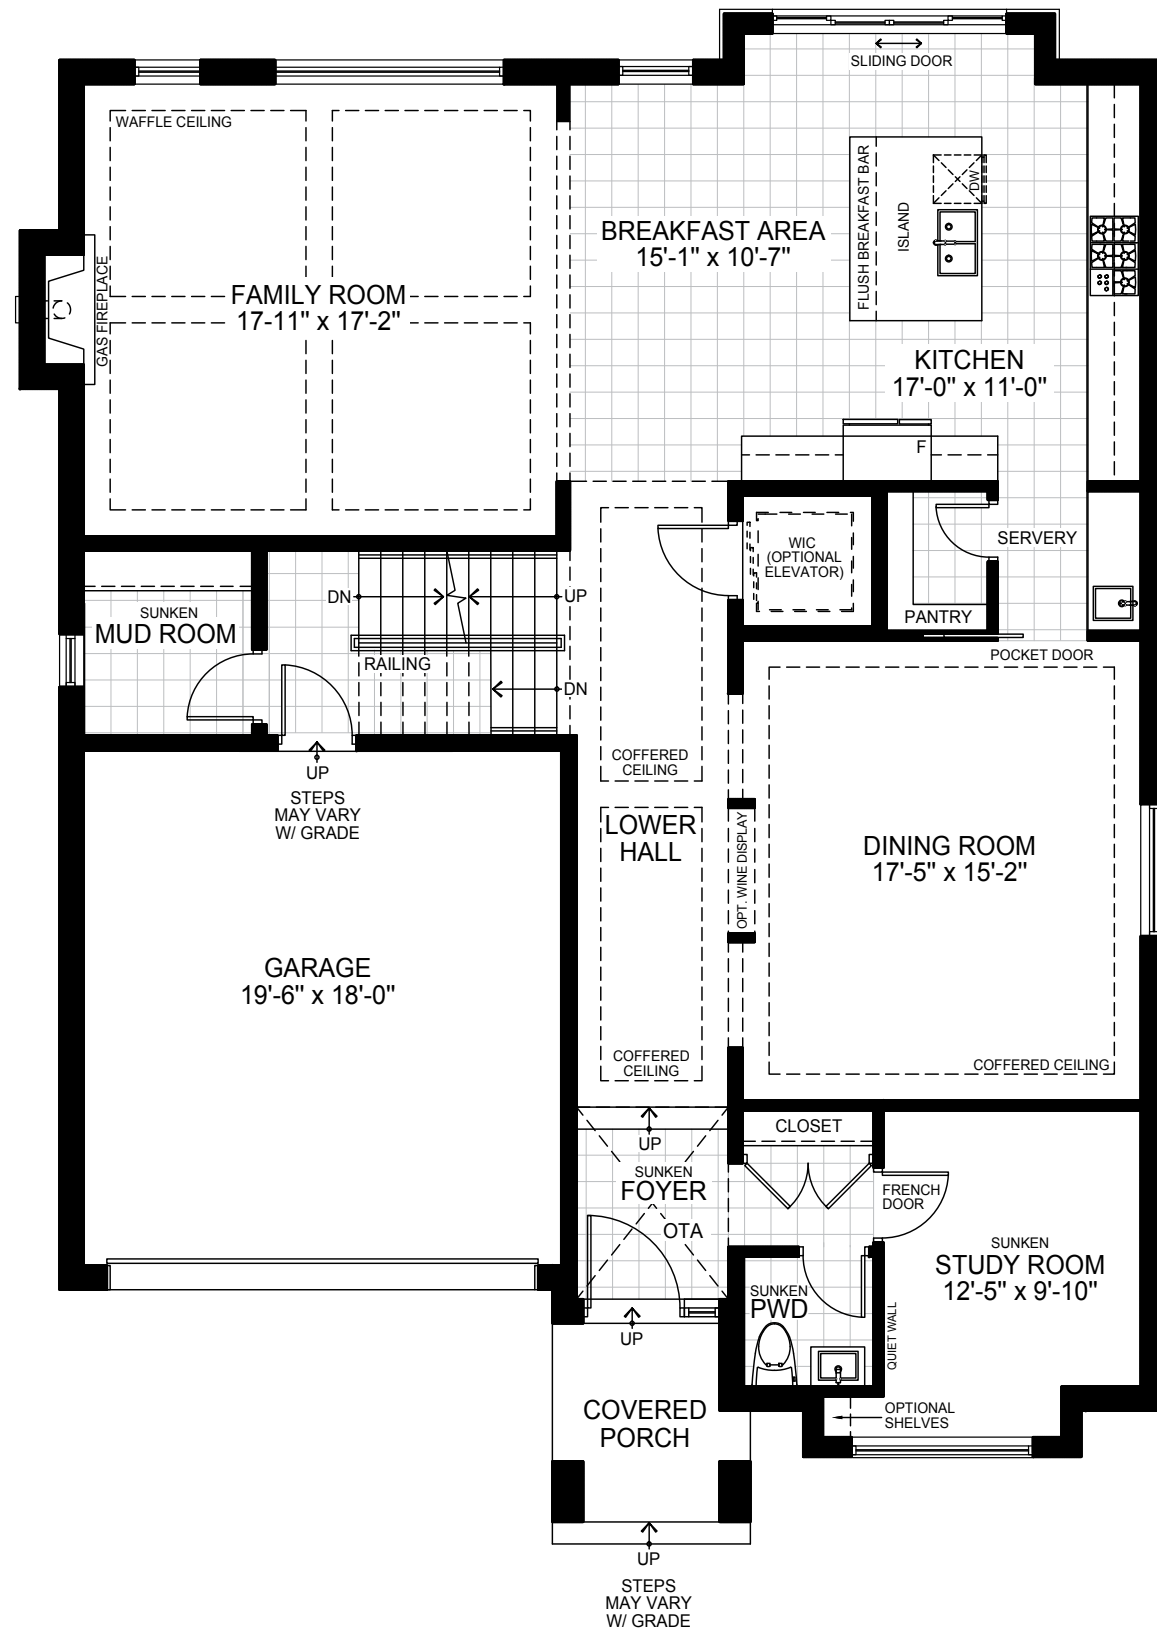 SLIDING DOOR
WAFFLE CEILING
FLUSH BREAKFAST BAR
ISLAND
DW
BREAKFAST AREA
15'-1" x 10'-7"
GAS FIREPLACE
FAMILY ROOM
17-11" x 17'-2"
KITCHEN
17'-0" x 11'-0"
F
WIC
(OPTIONAL
ELEVATOR)
SERVERY
PANTRY
POCKET DOOR
SUNKEN
MUD ROOM
DN
UP
RAILING
DN
UP
STEPS
MAY VARY
W/ GRADE
COFFERED
CEILING
LOWER
HALL
OPT. WINE DISPLAY
DINING ROOM
17'-5" x 15'-2"
GARAGE
19'-6" x 18'-0"
COFFERED
CEILING
COFFERED CEILING
UP
SUNKEN
FOYER
OTA
CLOSET
FRENCH
DOOR
SUNKEN
STUDY ROOM
12'-5" x 9'-10"
SUNKEN
PWD
QUIET WALL
UP
COVERED
PORCH
OPTIONAL
SHELVES
UP
STEPS
MAY VARY
W/ GRADE